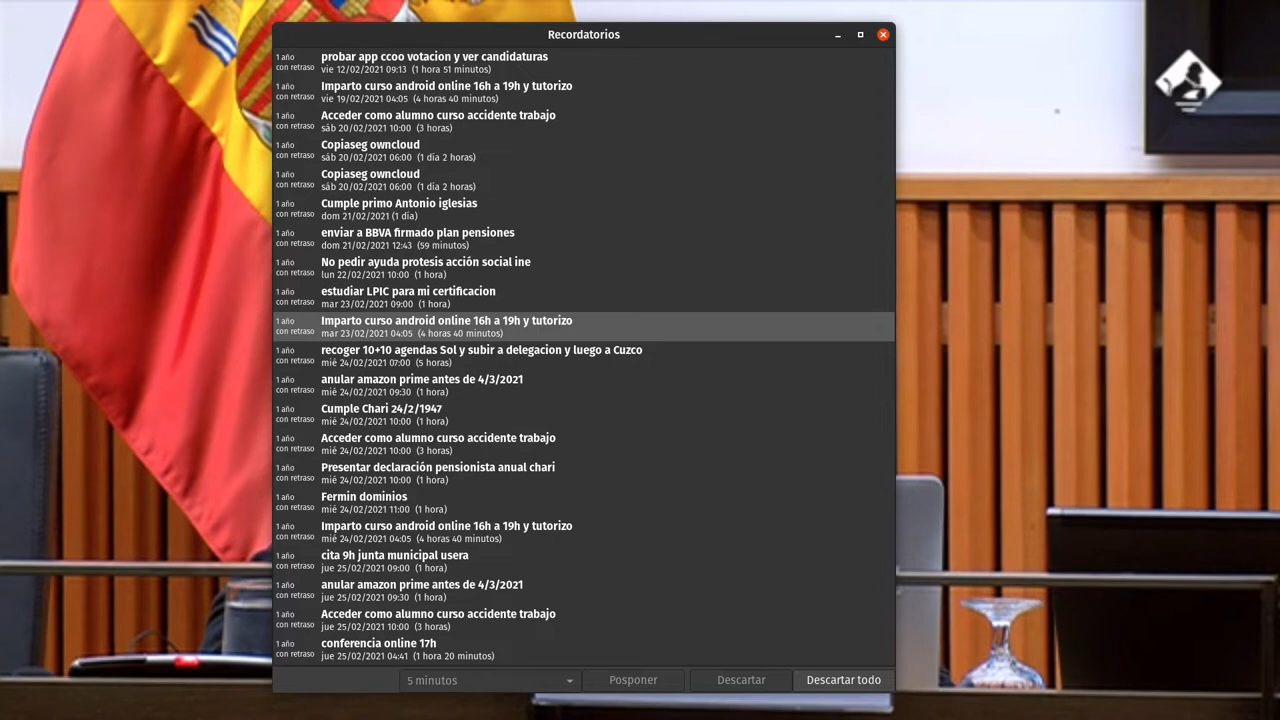 Recordatorios
1 año
con retraso
probar app ccoo votacion y ver candidaturas
vie 12/02/2021 09:13 (1 hora 51 minutos)
1 año
con retraso
Imparto curso android online 16h a 19h y tutorizo
vie 19/02/2021 04:05 (4 horas 40 minutos)
1 año
con retraso
Acceder como alumno curso accidente trabajo
sáb 20/02/2021 10:00 (3 horas)
1 año
con retraso
Copiaseg owncloud
sáb 20/02/2021 06:00 (1 día 2 horas)
1 año
con retraso
Copiaseg owncloud
sáb 20/02/2021 06:00 (1 día 2 horas)
1 año
con retraso
Cumple primo Antonio iglesias
dom 21/02/2021 (1 día)
1 año
con retraso
enviar a BBVA firmado plan pensiones
dom 21/02/2021 12:43 (59 minutos)
1 año
con retraso
No pedir ayuda protesis acción social ine
lun 22/02/2021 10:00 (1 hora)
1 año
con retraso
estudiar LPIC para mi certificacion
mar 23/02/2021 09:00 (1 hora)
1 año
con retraso
Imparto curso android online 16h a 19h y tutorizo
mar 23/02/2021 04:05 (4 horas 40 minutos)
1 año
con retraso
recoger 10+10 agendas Sol y subir a delegacion y luego a Cuzco
mié 24/02/2021 07:00 (5 horas)
1 año
con retraso
anular amazon prime antes de 4/3/2021
mié 24/02/2021 09:30 (1 hora)
1 año
con retraso
Cumple Chari 24/2/1947
mié 24/02/2021 10:00 (1 hora)
1 año
con retraso
Acceder como alumno curso accidente trabajo
mié 24/02/2021 10:00 (3 horas)
1 año
con retraso
Presentar declaración pensionista anual chari
mié 24/02/2021 10:00 (1 hora)
1 año
con retraso
Fermin dominios
mié 24/02/2021 11:00 (1 hora)
1 año
con retraso
Imparto curso android online 16h a 19h y tutorizo
mié 24/02/2021 04:05 (4 horas 40 minutos)
1 año
con retraso
cita 9h junta municipal usera
jue 25/02/2021 09:00 (1 hora)
1 año
con retraso
anular amazon prime antes de 4/3/2021
jue 25/02/2021 09:30 (1 hora)
1 año
con retraso
Acceder como alumno curso accidente trabajo
jue 25/02/2021 10:00 (3 horas)
1 año
con retraso
conferencia online 17h
jue 25/02/2021 04:41 (1 hora 20 minutos)
5 minutos
Posponer
Descartar
Descartar todo